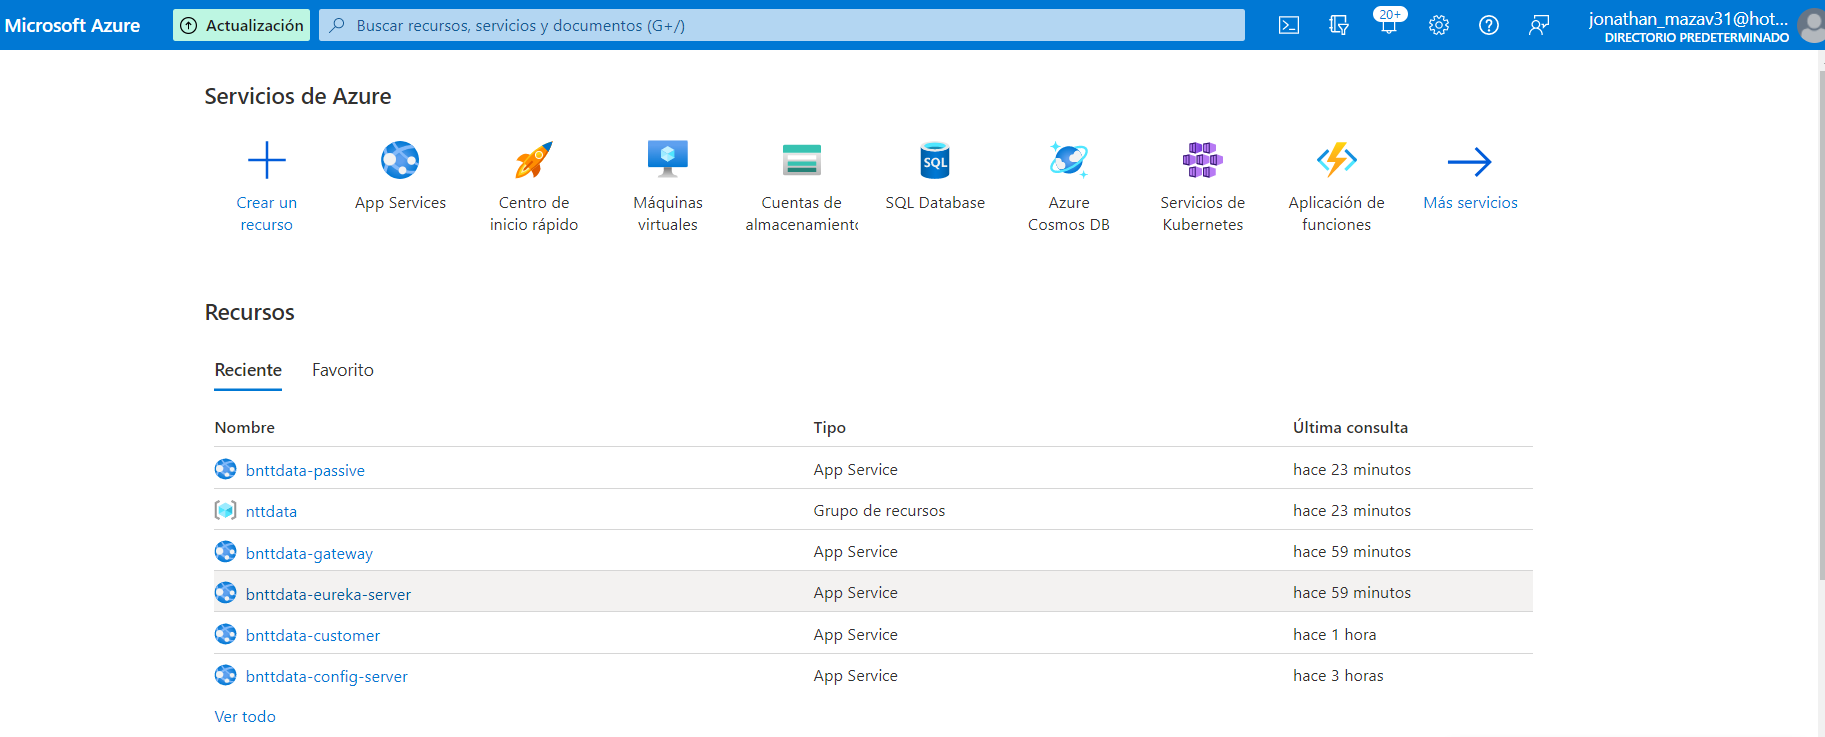 Microsoft Azure
Actualización
Buscar recursos, servicios y documentos (G+/)
20+
jonathan_mazav31@hot...
DIRECTORIO PREDETERMINADO
Servicios de Azure
Crear un
recurso
App Services
Centro de
inicio rápido
Máquinas
virtuales
Cuentas de
almacenamiento
SQL
SQL Database
Azure
Cosmos DB
Servicios de
Kubernetes
Aplicación de
funciones
Más servicios
Recursos
Reciente Favorito
Nombre Tipo Última consulta
bnttdata-passive App Service hace 23 minutos
nttdata Grupo de recursos hace 23 minutos
bnttdata-gateway App Service hace 59 minutos
bnttdata-eureka-server App Service hace 59 minutos
bnttdata-customer App Service hace 1 hora
bnttdata-config-server App Service hace 3 horas
Ver todo